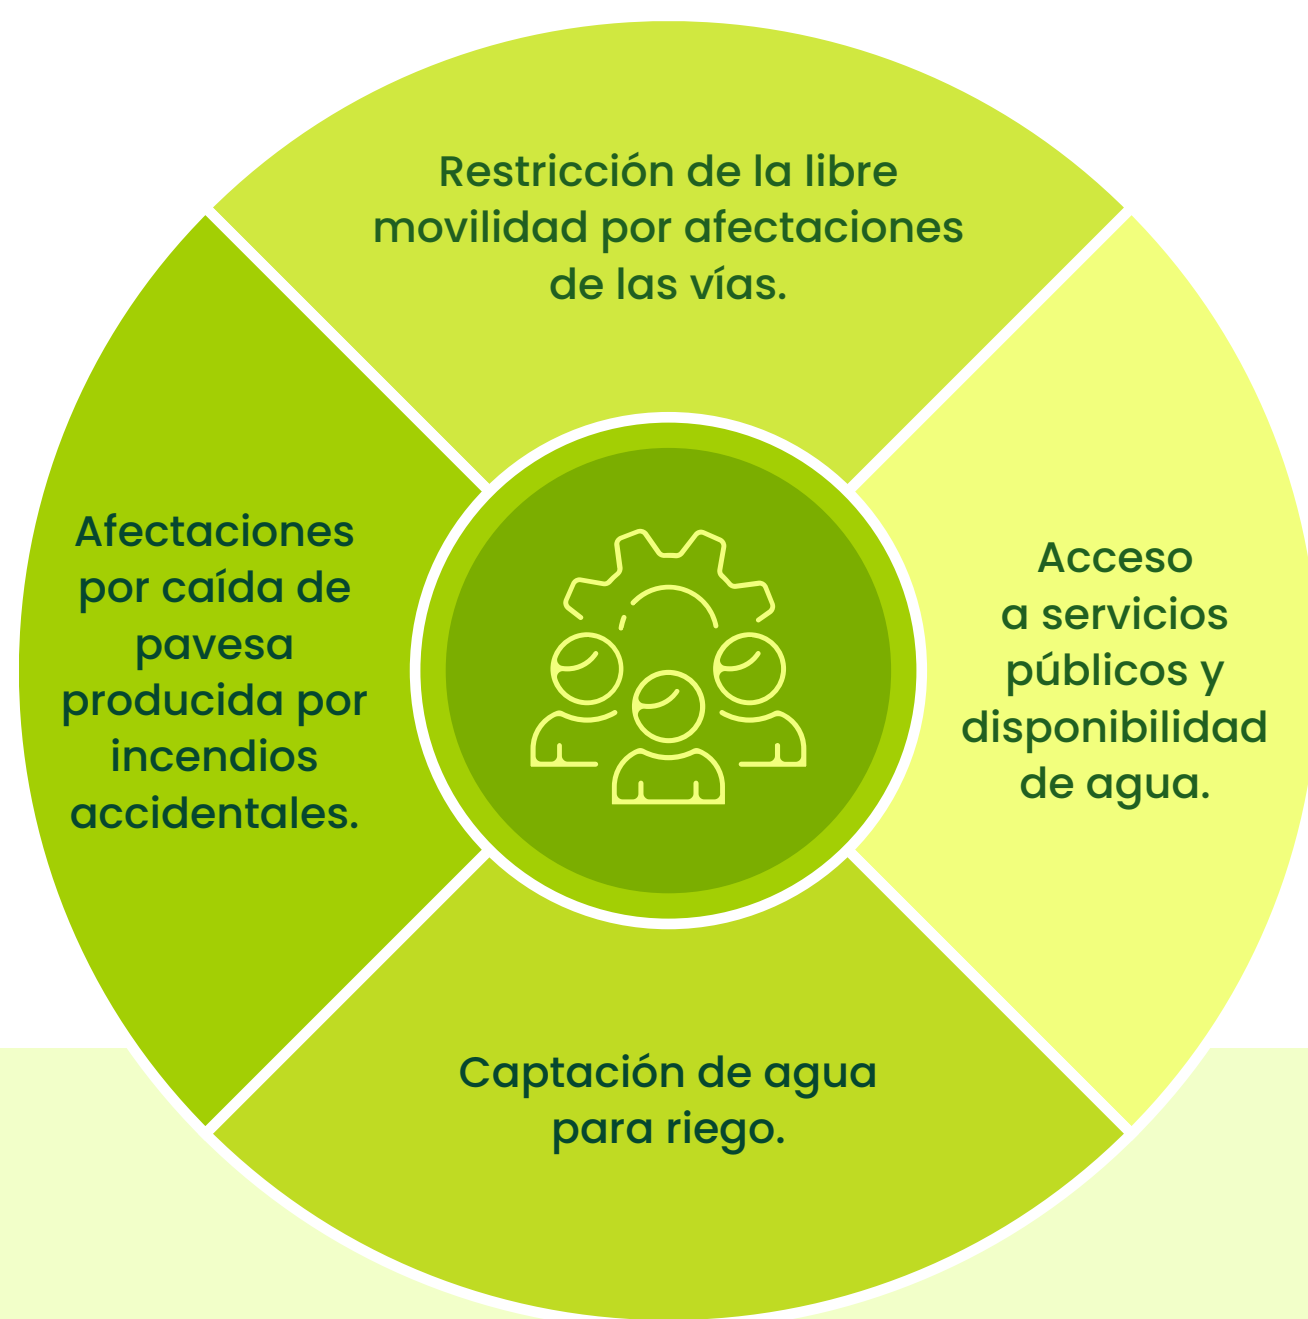 Restricción de la libre
movilidad por afectaciones
de las vías.
Afectaciones
por caída de
pavesa
producida por
incendios
accidentales.
Acceso
a servicios
públicos y
disponibilidad
de agua.
Captación de agua
para riego.